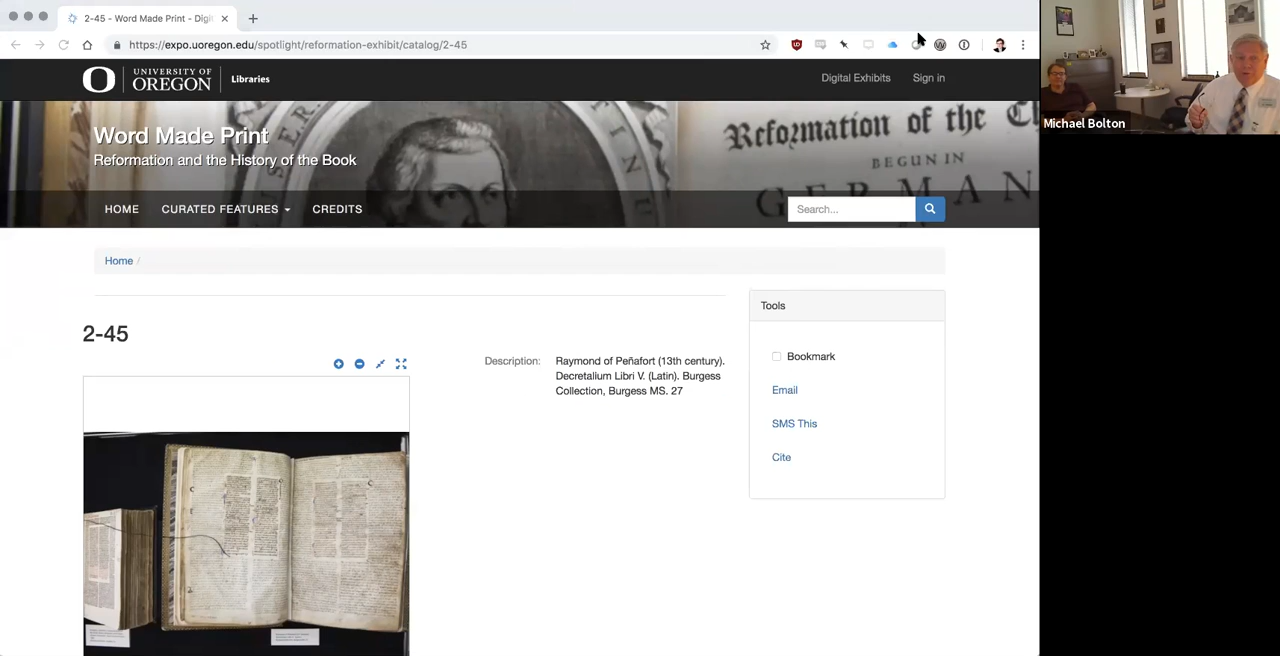 2-45 - Word Made Print - Digit
https://expo.uoregon.edu/spotlight/reformation-exhibit/catalog/2-45
UNIVERSITY OF
OREGON
Libraries
Digital Exhibits
Sign in
Word Made Print
Reformation and the History of the Book
Reformation of the
BEGUN IN
GERMAN
HOME
CURATED FEATURES
CREDITS
Search...
Home /
2-45
Description:
Raymond of Peñafort (13th century).
Decretalium Libri V. (Latin). Burgess
Collection, Burgess MS. 27
Tools
Bookmark
Email
SMS This
Cite
Michael Bolton